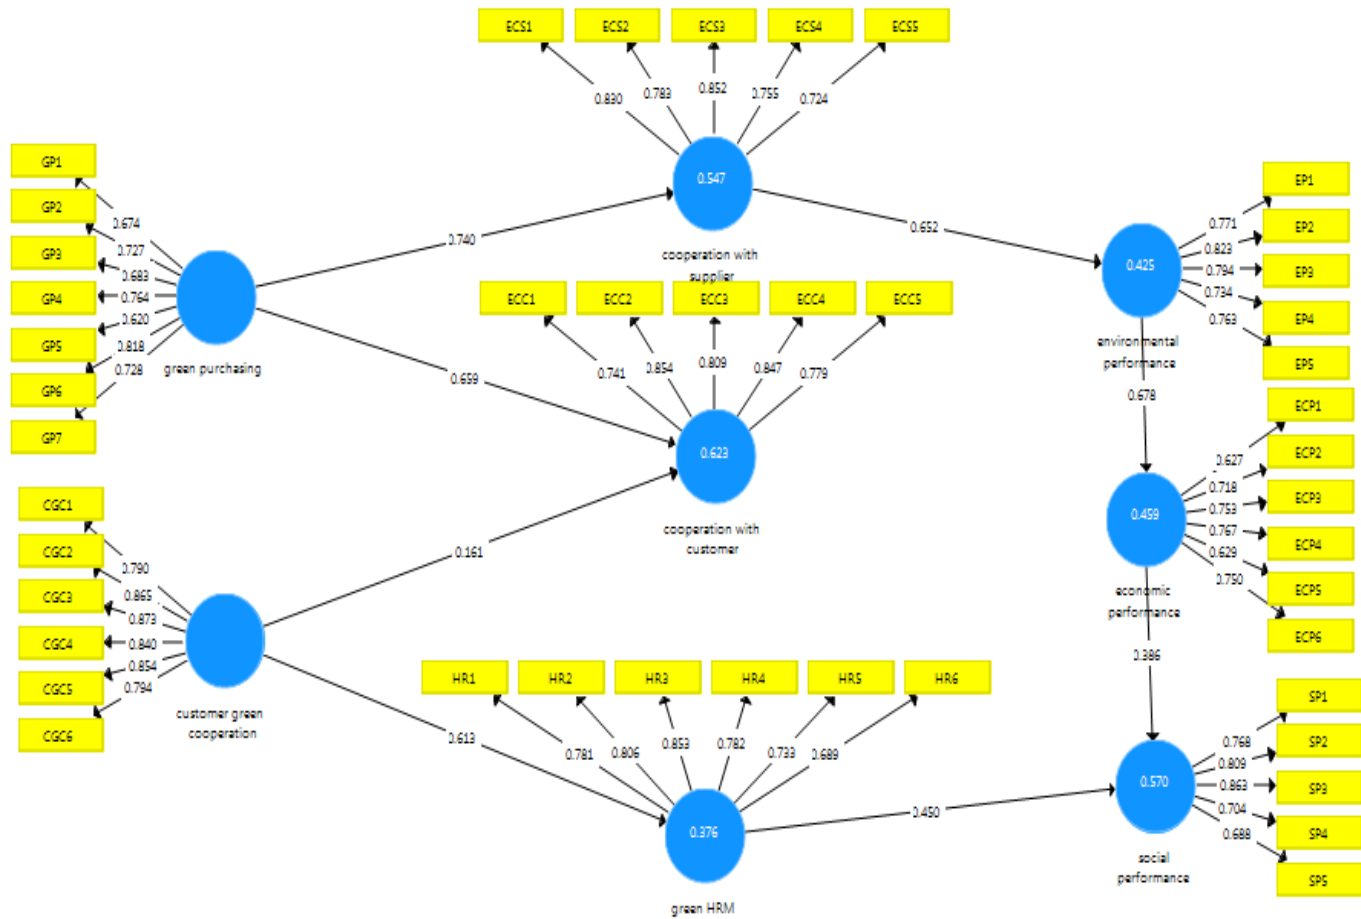 ECS1 ECS2 ECS3 ECS4 ECS5
0.830 0.783 0.852 0.755 0.724
0.547
cooperation with
supplier
GP1
GP2
GP3
GP4
GP5
GP6
GP7
0.674
0.727
0.683
0.764
0.620
0.818
0.728
green purchasing
0.740
0.659
0.652
ECC1 ECC2 ECC3 ECC4 ECC5
0.741 0.854 0.809 0.847 0.779
0.623
cooperation with
customer
EP1
EP2
EP3
EP4
EP5
0.771
0.823
0.794
0.734
0.763
0.425
environmental
performance
0.678
ECP1
ECP2
ECP3
ECP4
ECP5
ECP6
0.627
0.718
0.753
0.767
0.629
0.750
0.459
economic
performance
0.386
CGC1
CGC2
CGC3
CGC4
CGC5
CGC6
0.790
0.865
0.873
0.840
0.854
0.794
customer green
cooperation
0.161
0.613
HR1 HR2 HR3 HR4 HR5 HR6
0.781 0.806 0.853 0.782 0.733 0.689
0.376
green HRM
0.450
SP1
SP2
SP3
SP4
SP5
0.768
0.809
0.863
0.704
0.688
0.570
social
performance